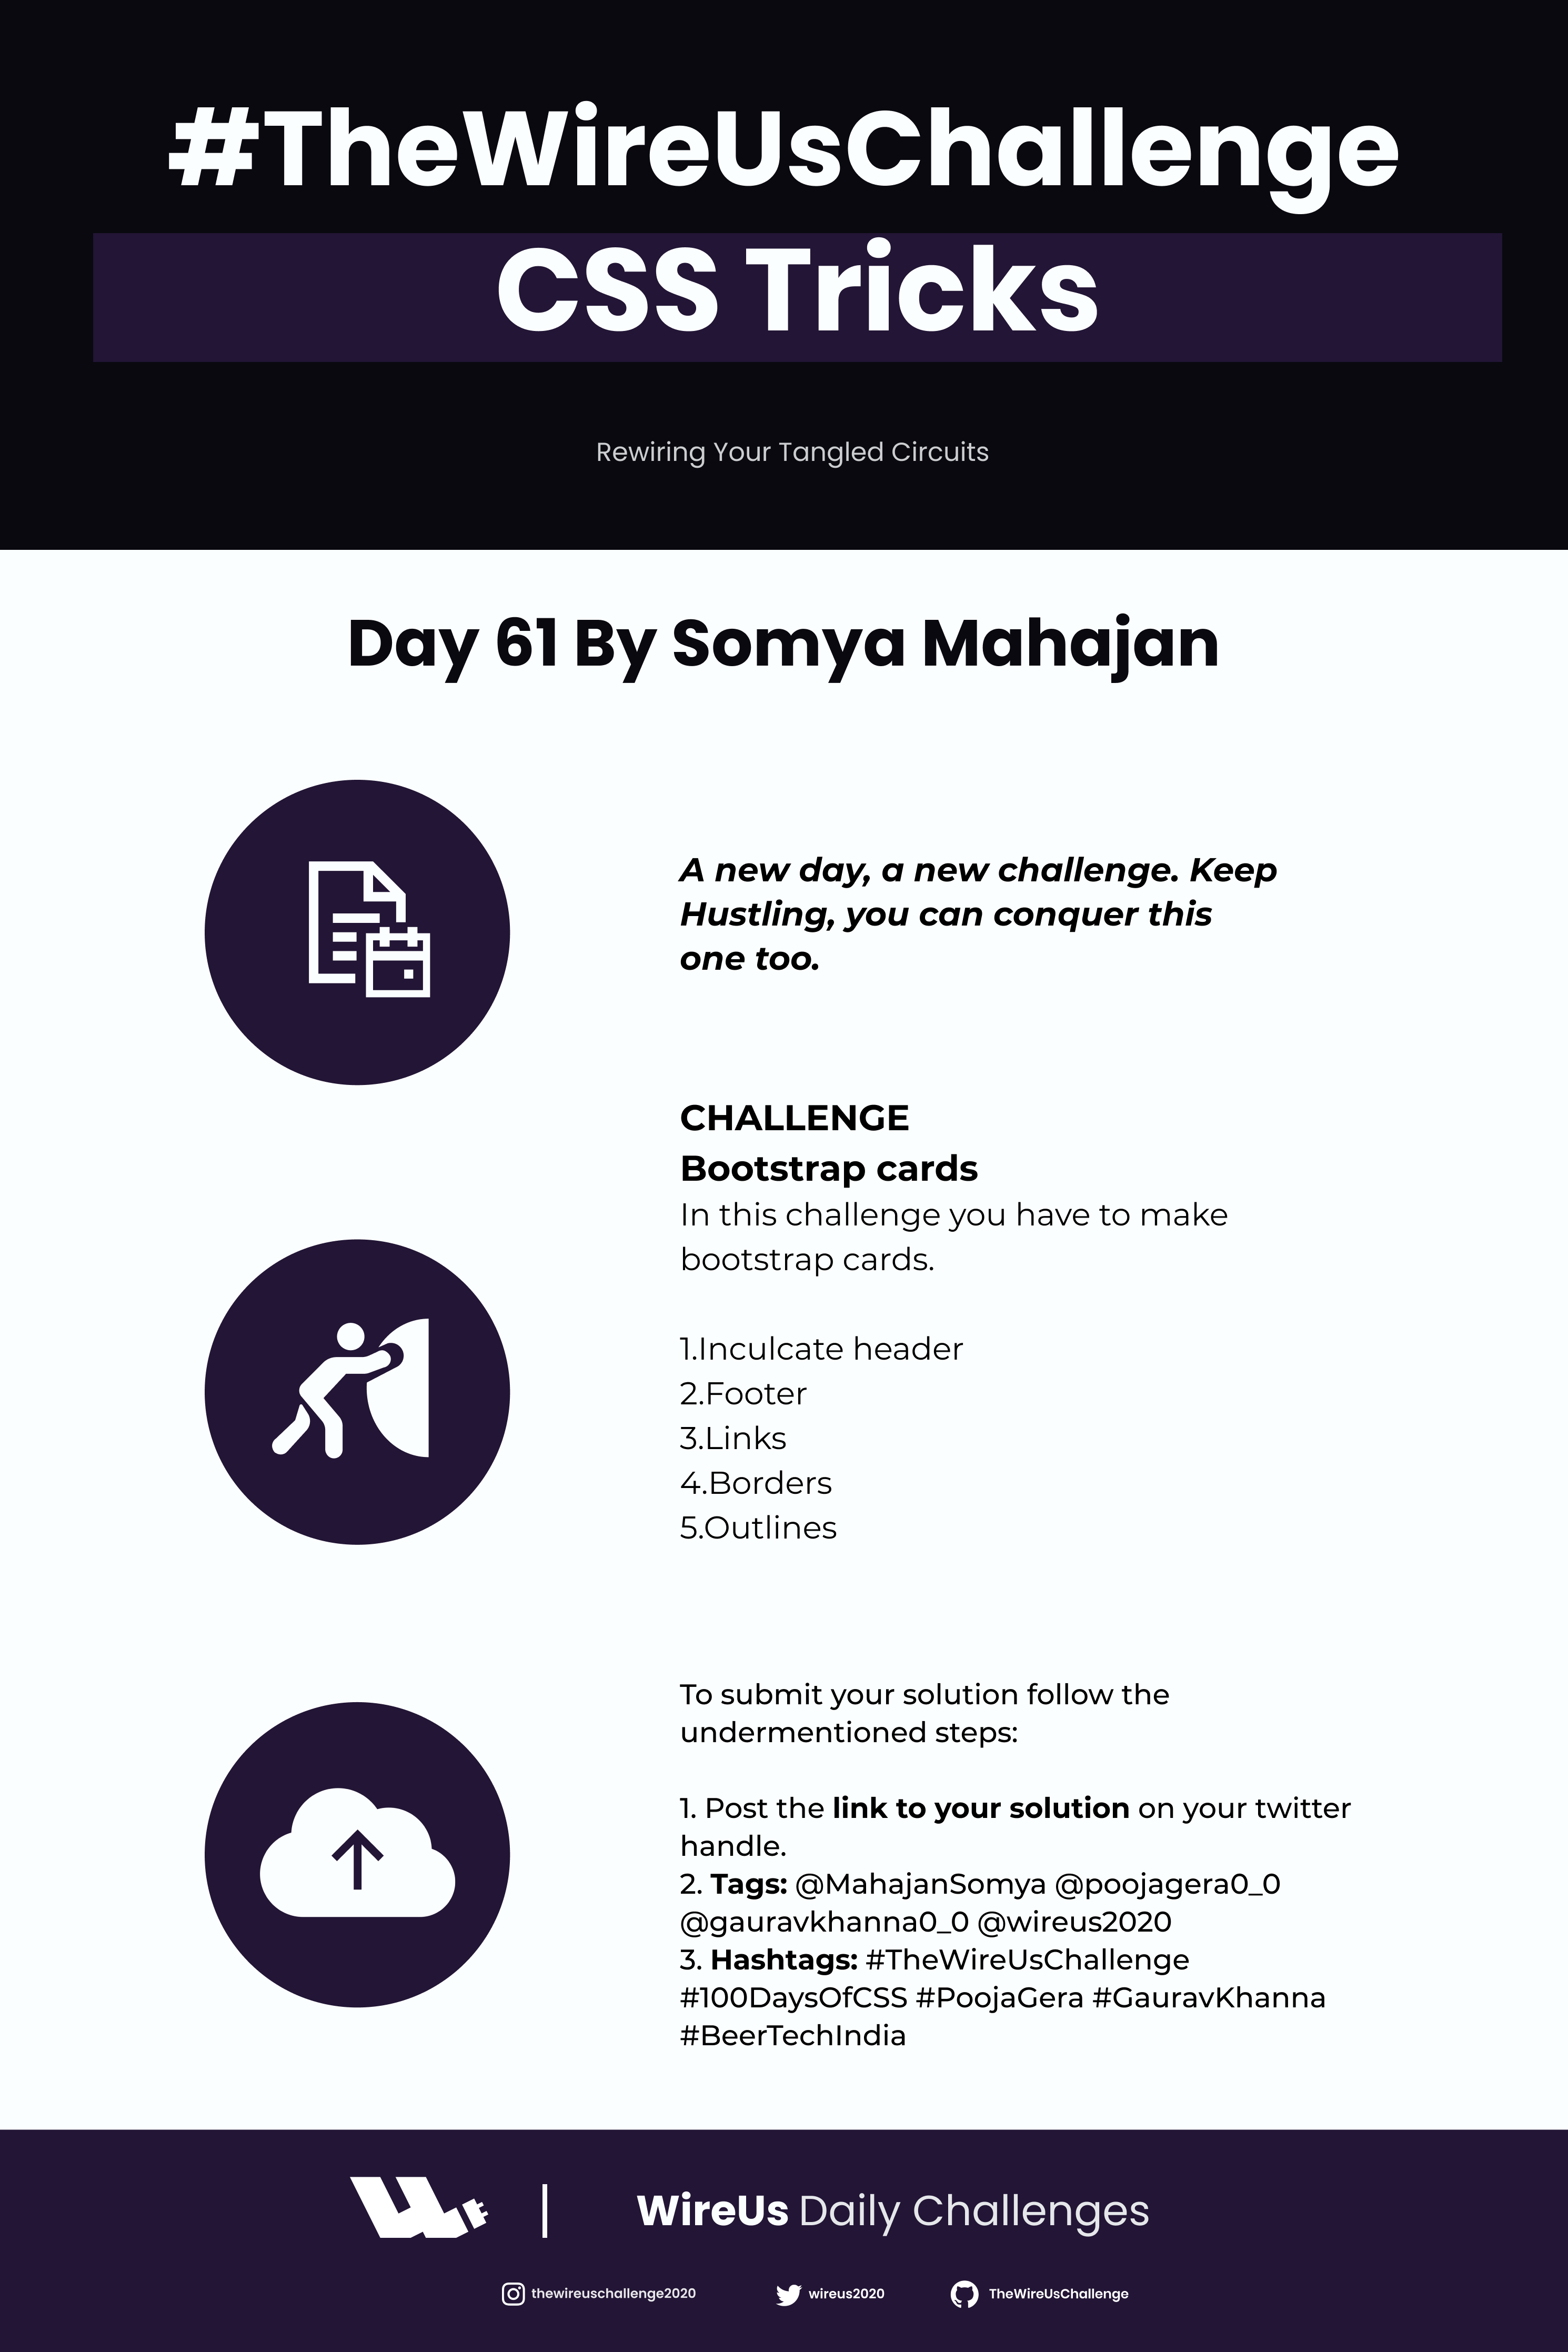 #TheWireUsChallenge
CSS Tricks
Rewiring Your Tangled Circuits
Day 61 By Somya Mahajan
A new day, a new challenge. Keep
Hustling, you can conquer this
one too.
CHALLENGE
Bootstrap cards
In this challenge you have to make
bootstrap cards.
1.Inculcate header
2.Footer
3.Links
4.Borders
5.Outlines
To submit your solution follow the
undermentioned steps:
1. Post the link to your solution on your twitter
handle.
2. Tags: @MahajanSomya @poojagera0_0
@gauravkhanna0_0 @wireus2020
3. Hashtags: #TheWireUsChallenge
#100DaysOfCSS #PoojaGera #GauravKhanna
#BeerTechIndia
WireUs Daily Challenges
thewireuschallenge2020 wireus2020 TheWireUsChallenge